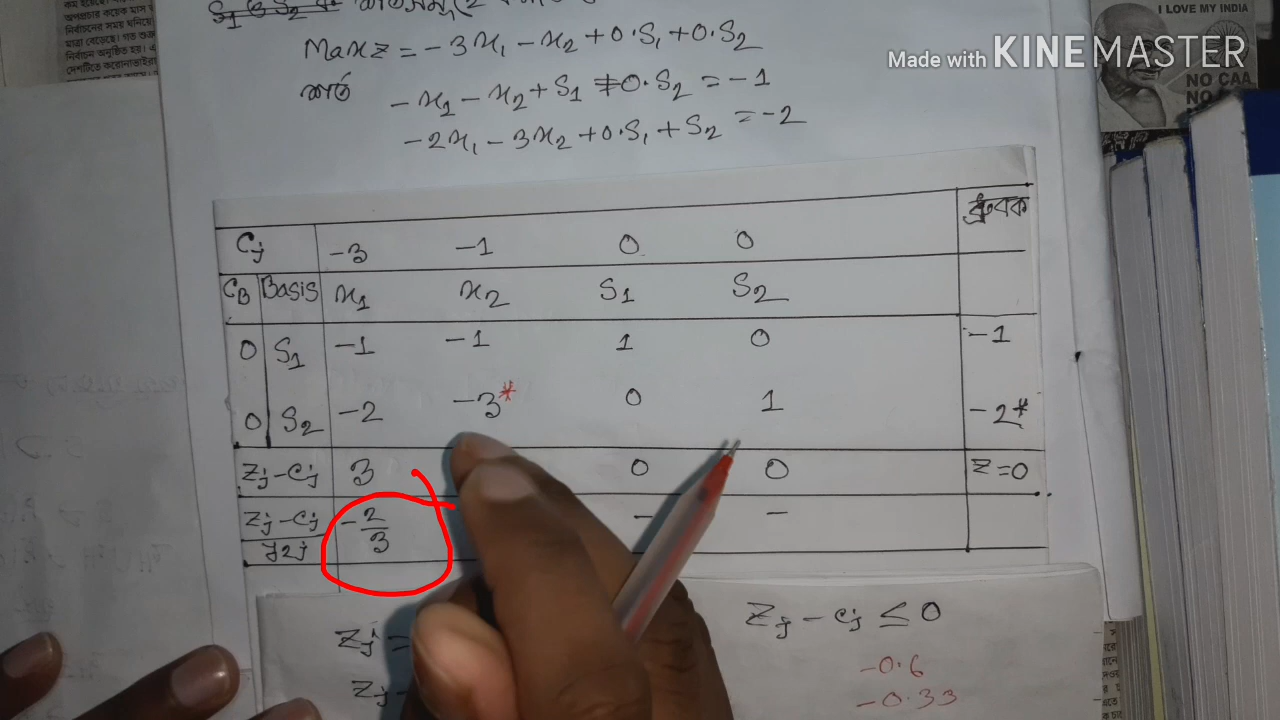 Max Z = -3x₁ - x₂ + 0·S₁ + 0·S₂
শর্ত -x₁ - x₂ + S₁ + 0·S₂ = -1
-2x₁ - 3x₂ + 0·S₁ + S₂ = -2
Made with KINEMASTER
I LOVE MY INDIA
NO CAA
Cj -3 -1 0 0 ধ্রুবক
CB Basis x₁ x₂ S₁ S₂
0 S₁ -1 -1 1 0 -1
0 S₂ -2 -3* 0 1 -2*
Zj-Cj 3 0 0 Z=0
Zj-Cj/y2j -2/3 - -
Zj - Cj ≤ 0
-0.6
-0.33